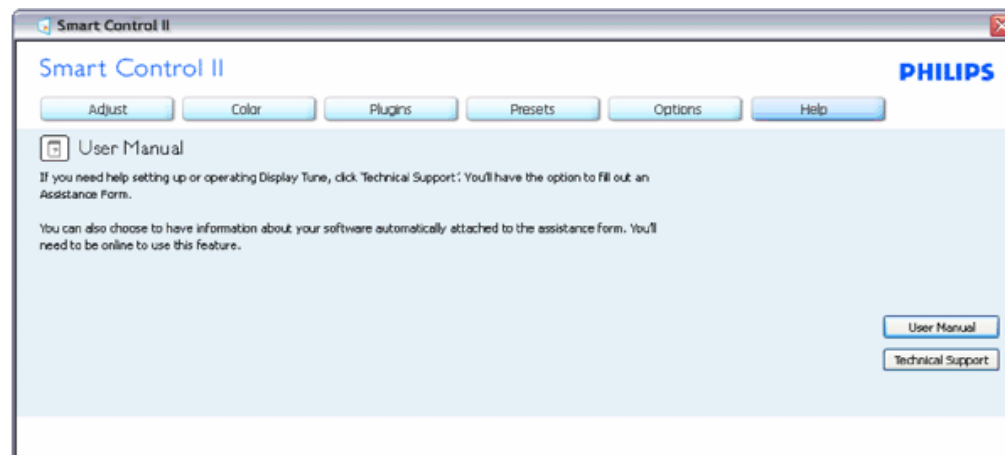 Smart Control II
Smart Control II
PHILIPS
Adjust Color Plugins Presets Options Help
User Manual
If you need help setting up or operating Display Tune, click 'Technical Support'. You'll have the option to fill out an
Assistance Form.
You can also choose to have information about your software automatically attached to the assistance form. You'll
need to be online to use this feature.
User Manual
Technical Support